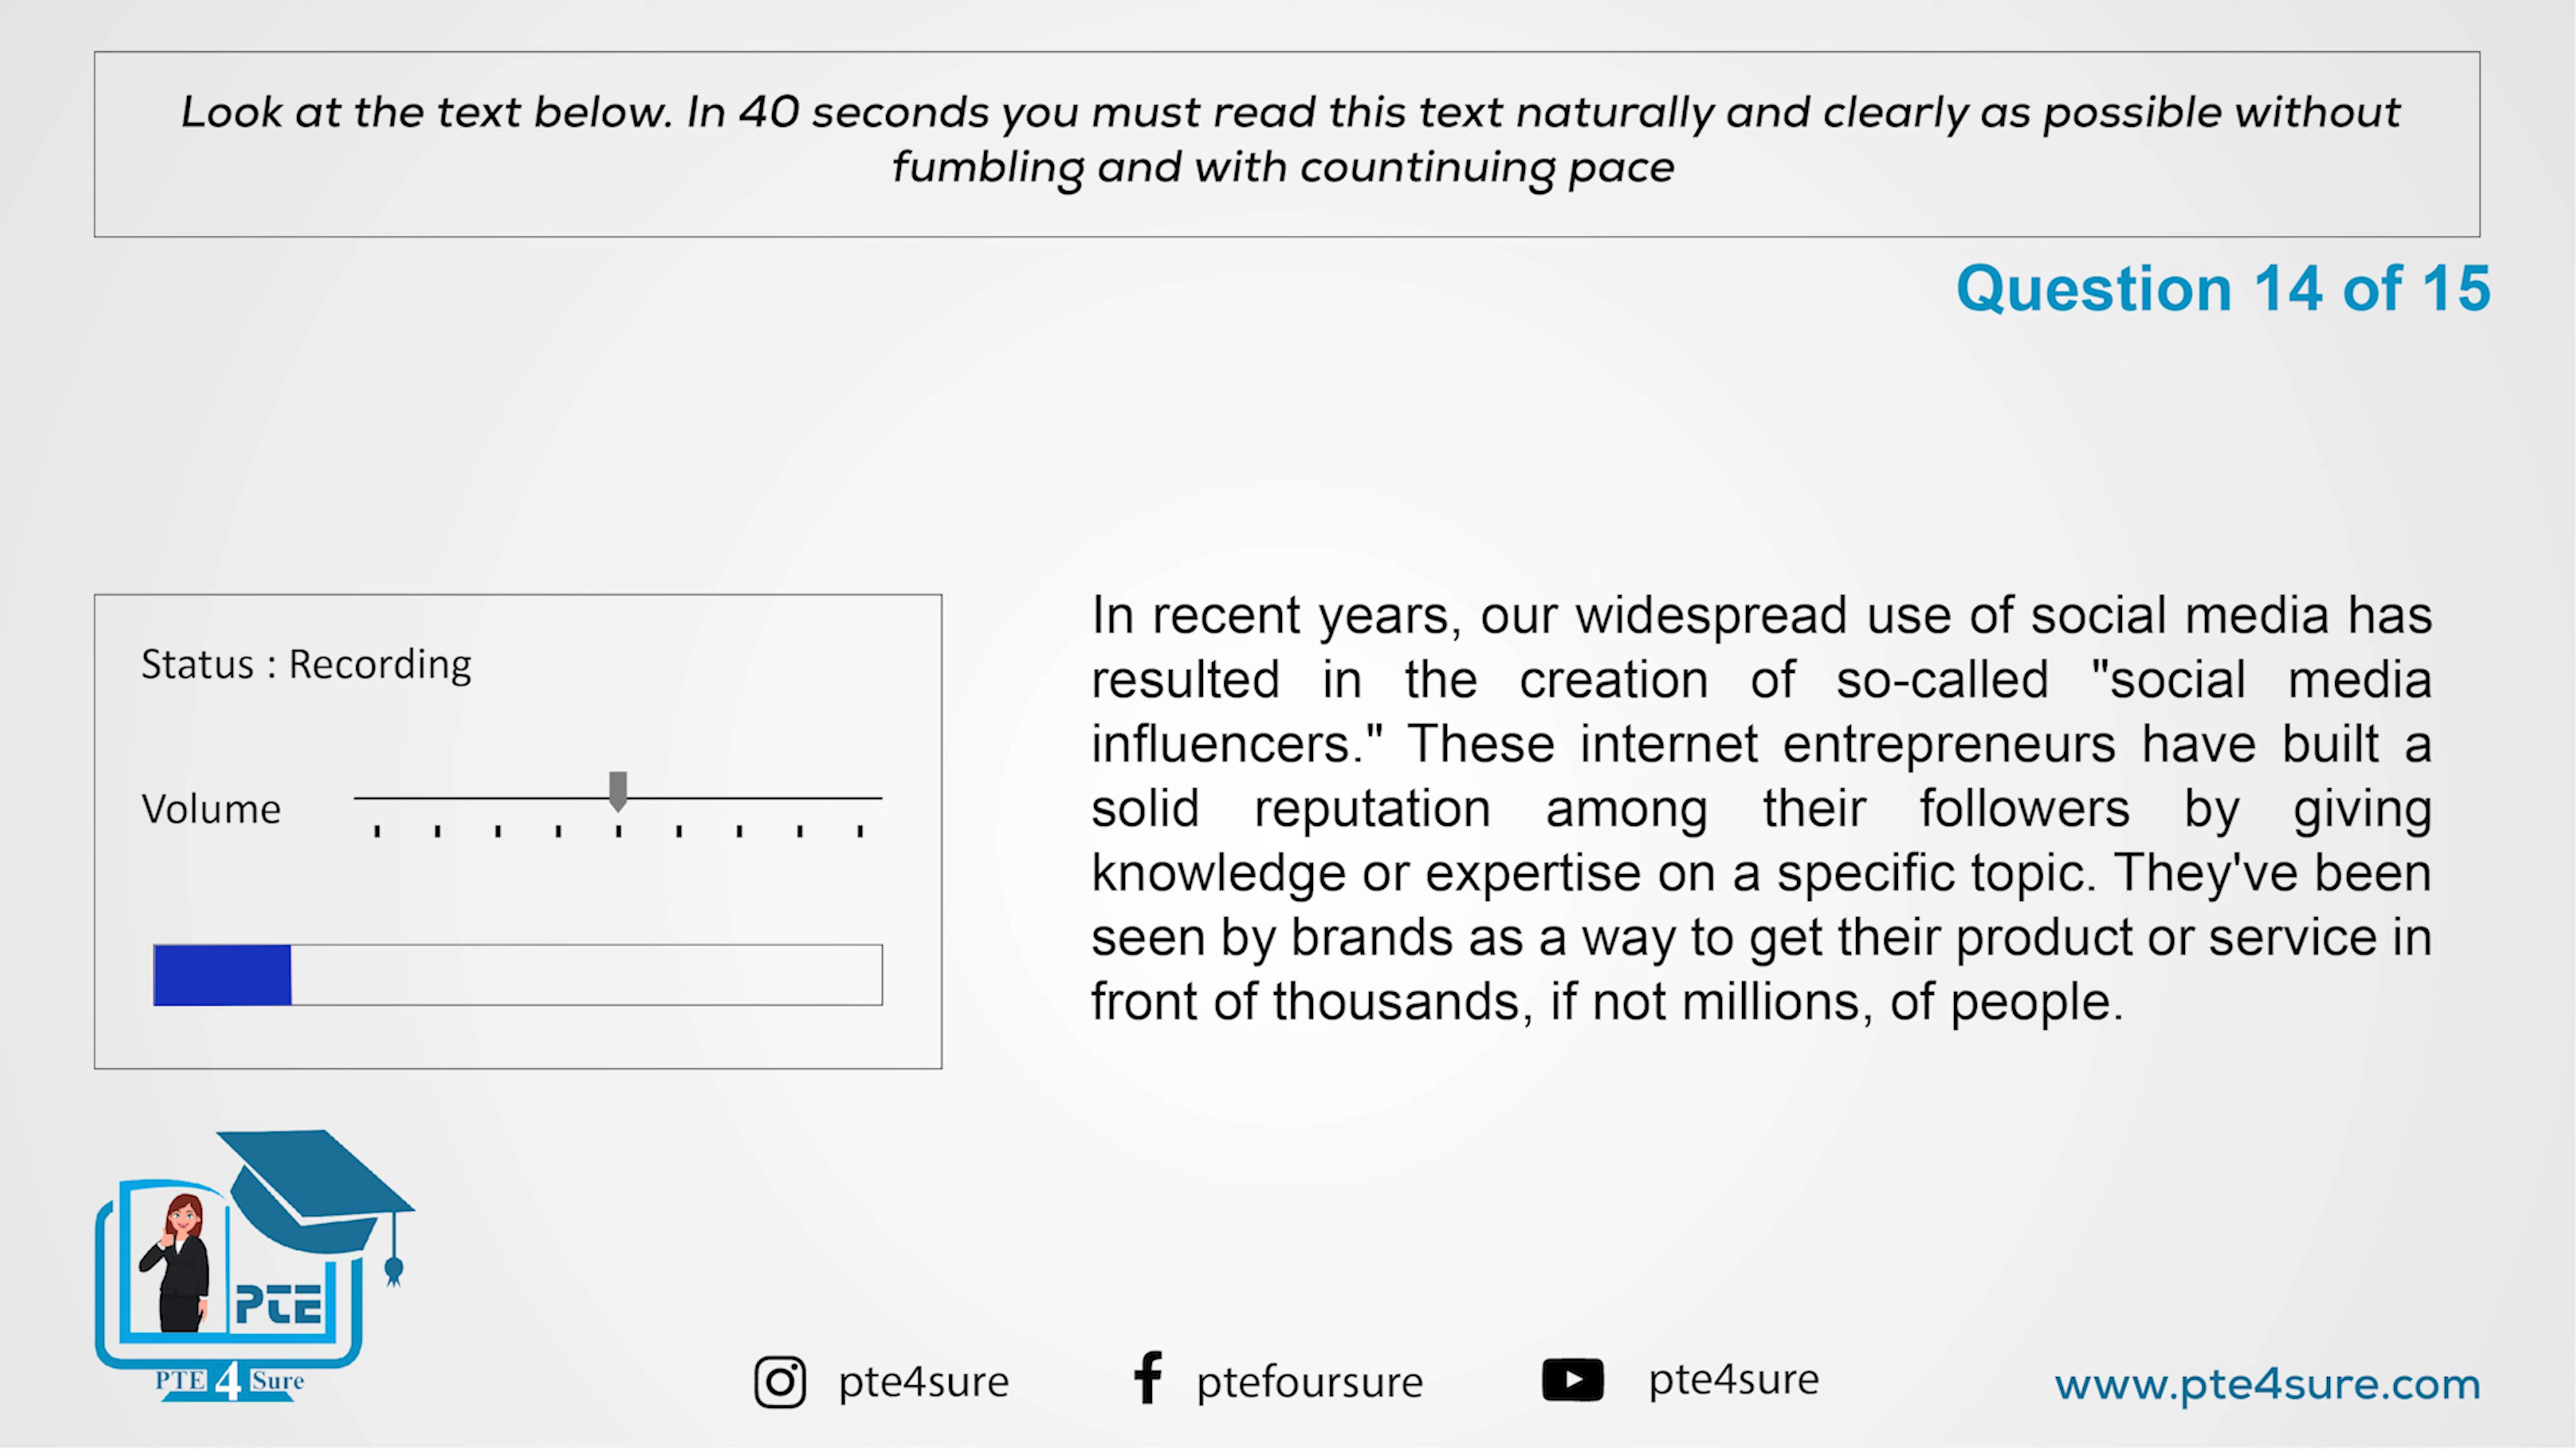 Look at the text below. In 40 seconds you must read this text naturally and clearly as possible without
fumbling and with countinuing pace
Question 14 of 15
Status : Recording
Volume
In recent years, our widespread use of social media has
resulted in the creation of so-called "social media
influencers." These internet entrepreneurs have built a
solid reputation among their followers by giving
knowledge or expertise on a specific topic. They've been
seen by brands as a way to get their product or service in
front of thousands, if not millions, of people.
PTE
PTE 4 Sure
pte4sure
ptefoursure
pte4sure
www.pte4sure.com